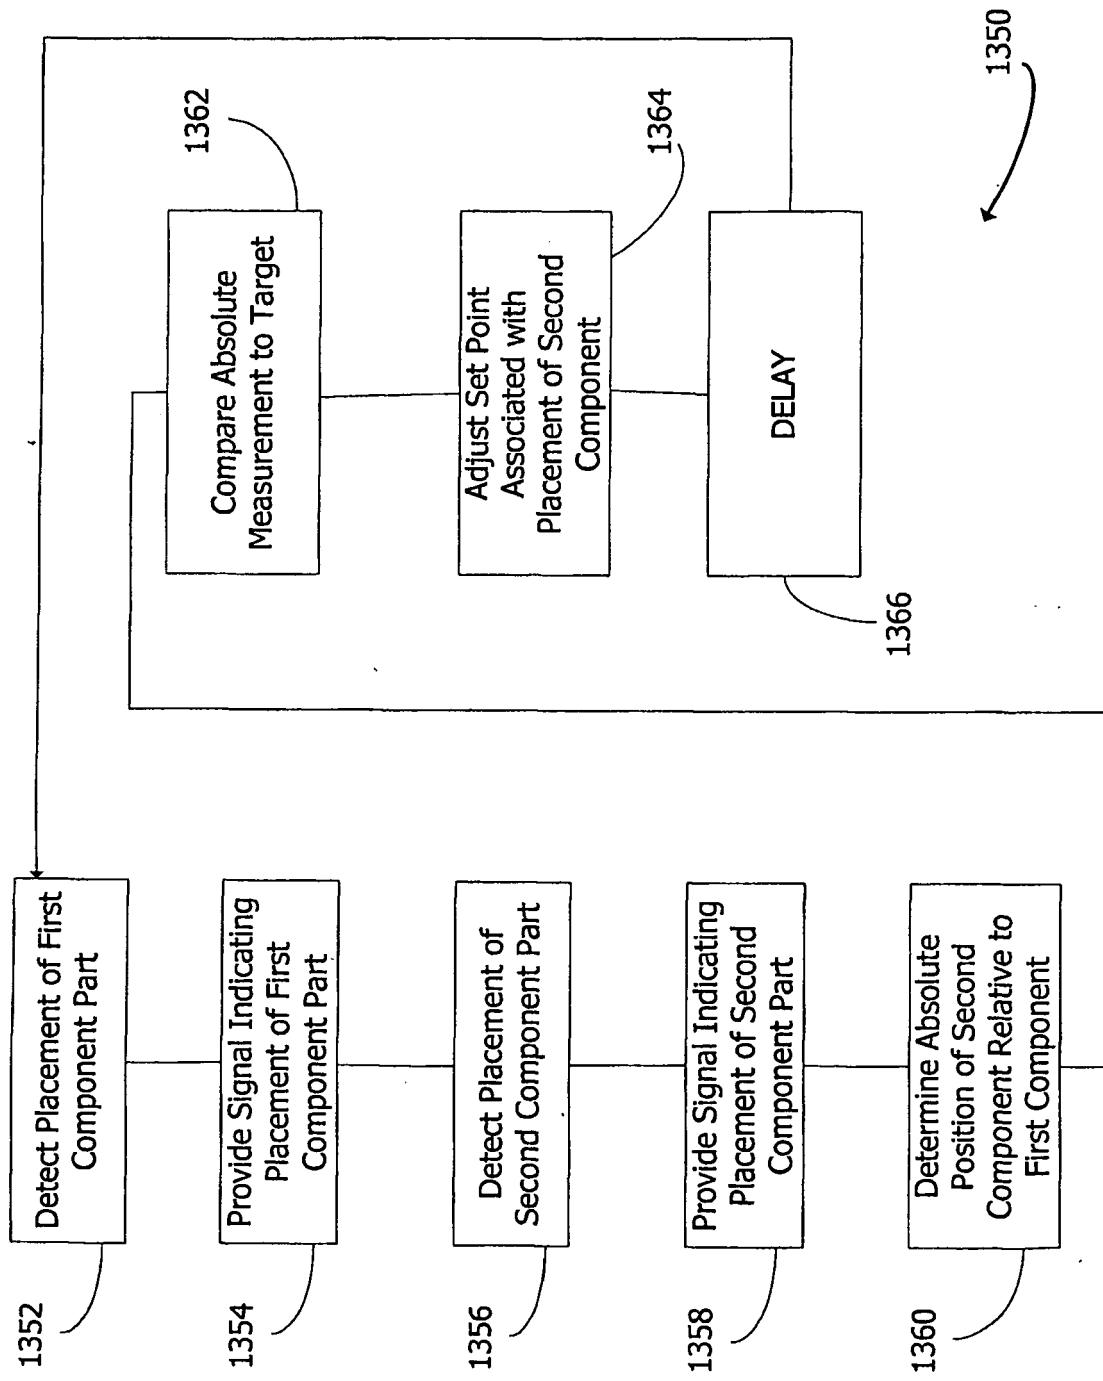 1352
Detect Placement of First
Component Part
1354
Provide Signal Indicating
Placement of First
Component Part
1356
Detect Placement of
Second Component Part
1358
Provide Signal Indicating
Placement of Second
Component Part
1360
Determine Absolute
Position of Second
Component Relative to
First Component
1362
Compare Absolute
Measurement to Target
1364
Adjust Set Point
Associated with
Placement of Second
Component
1366
DELAY
1350